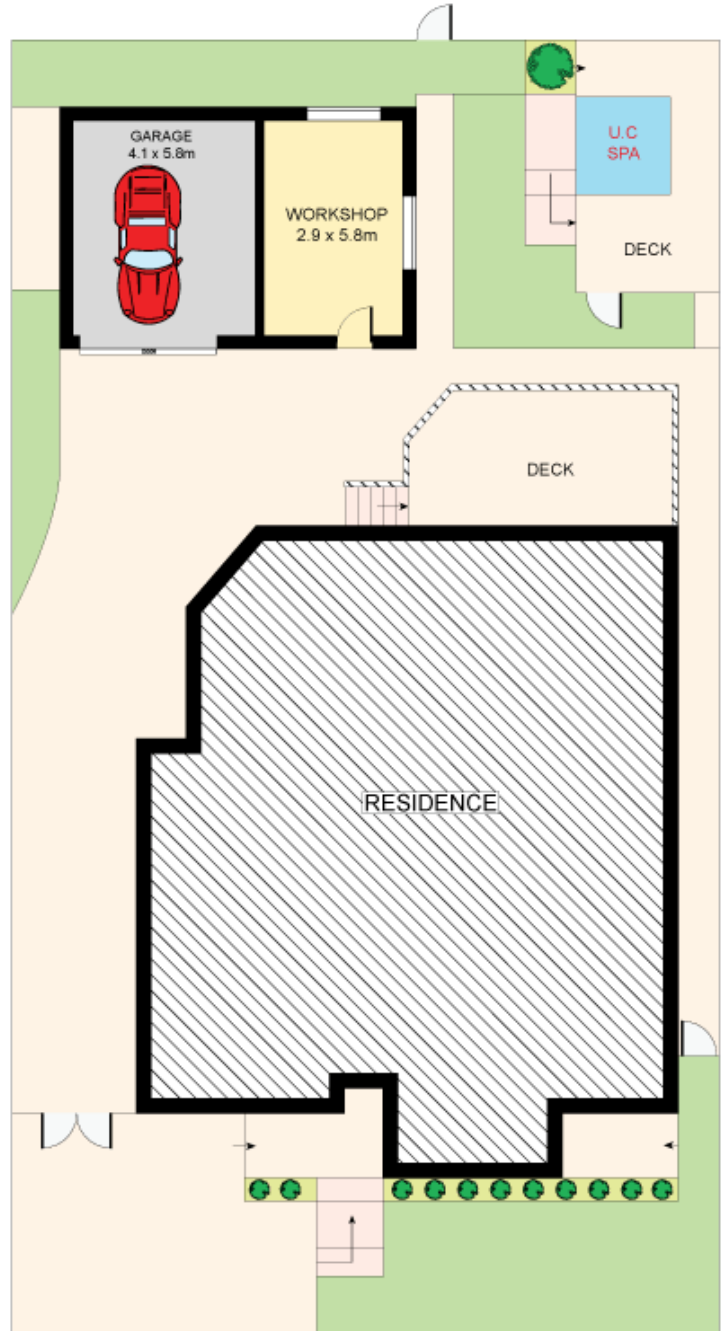 GARAGE
4.1 x 5.8m
WORKSHOP
2.9 x 5.8m
U.C
SPA
DECK
DECK
RESIDENCE